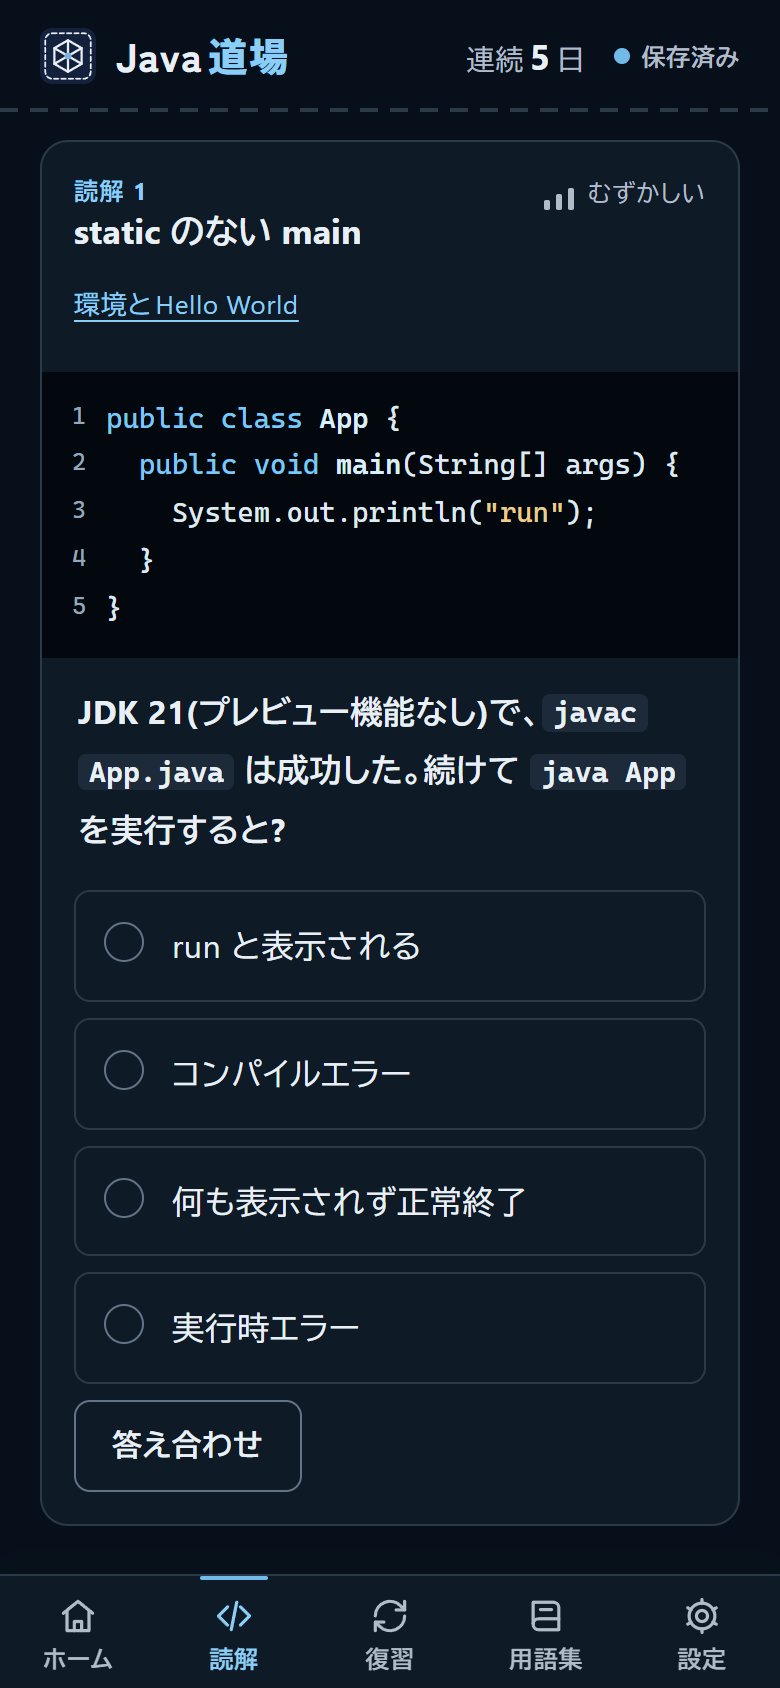 Java 道場
連続 5 日
保存済み
読解 1
むずかしい
static のない main
環境とHello World
1 public class App {
2   public void main(String[] args) {
3     System.out.println("run");
4   }
5 }
JDK 21(プレビュー機能なし)で、javac
App.java は成功した。続けて java App
を実行すると?
run と表示される
コンパイルエラー
何も表示されず正常終了
実行時エラー
答え合わせ
ホーム
読解
復習
用語集
設定